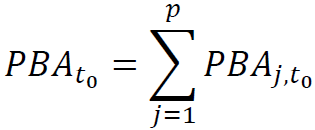 $PBA_{t_0} = \sum_{j=1}^{p} PBA_{j,t_0}$